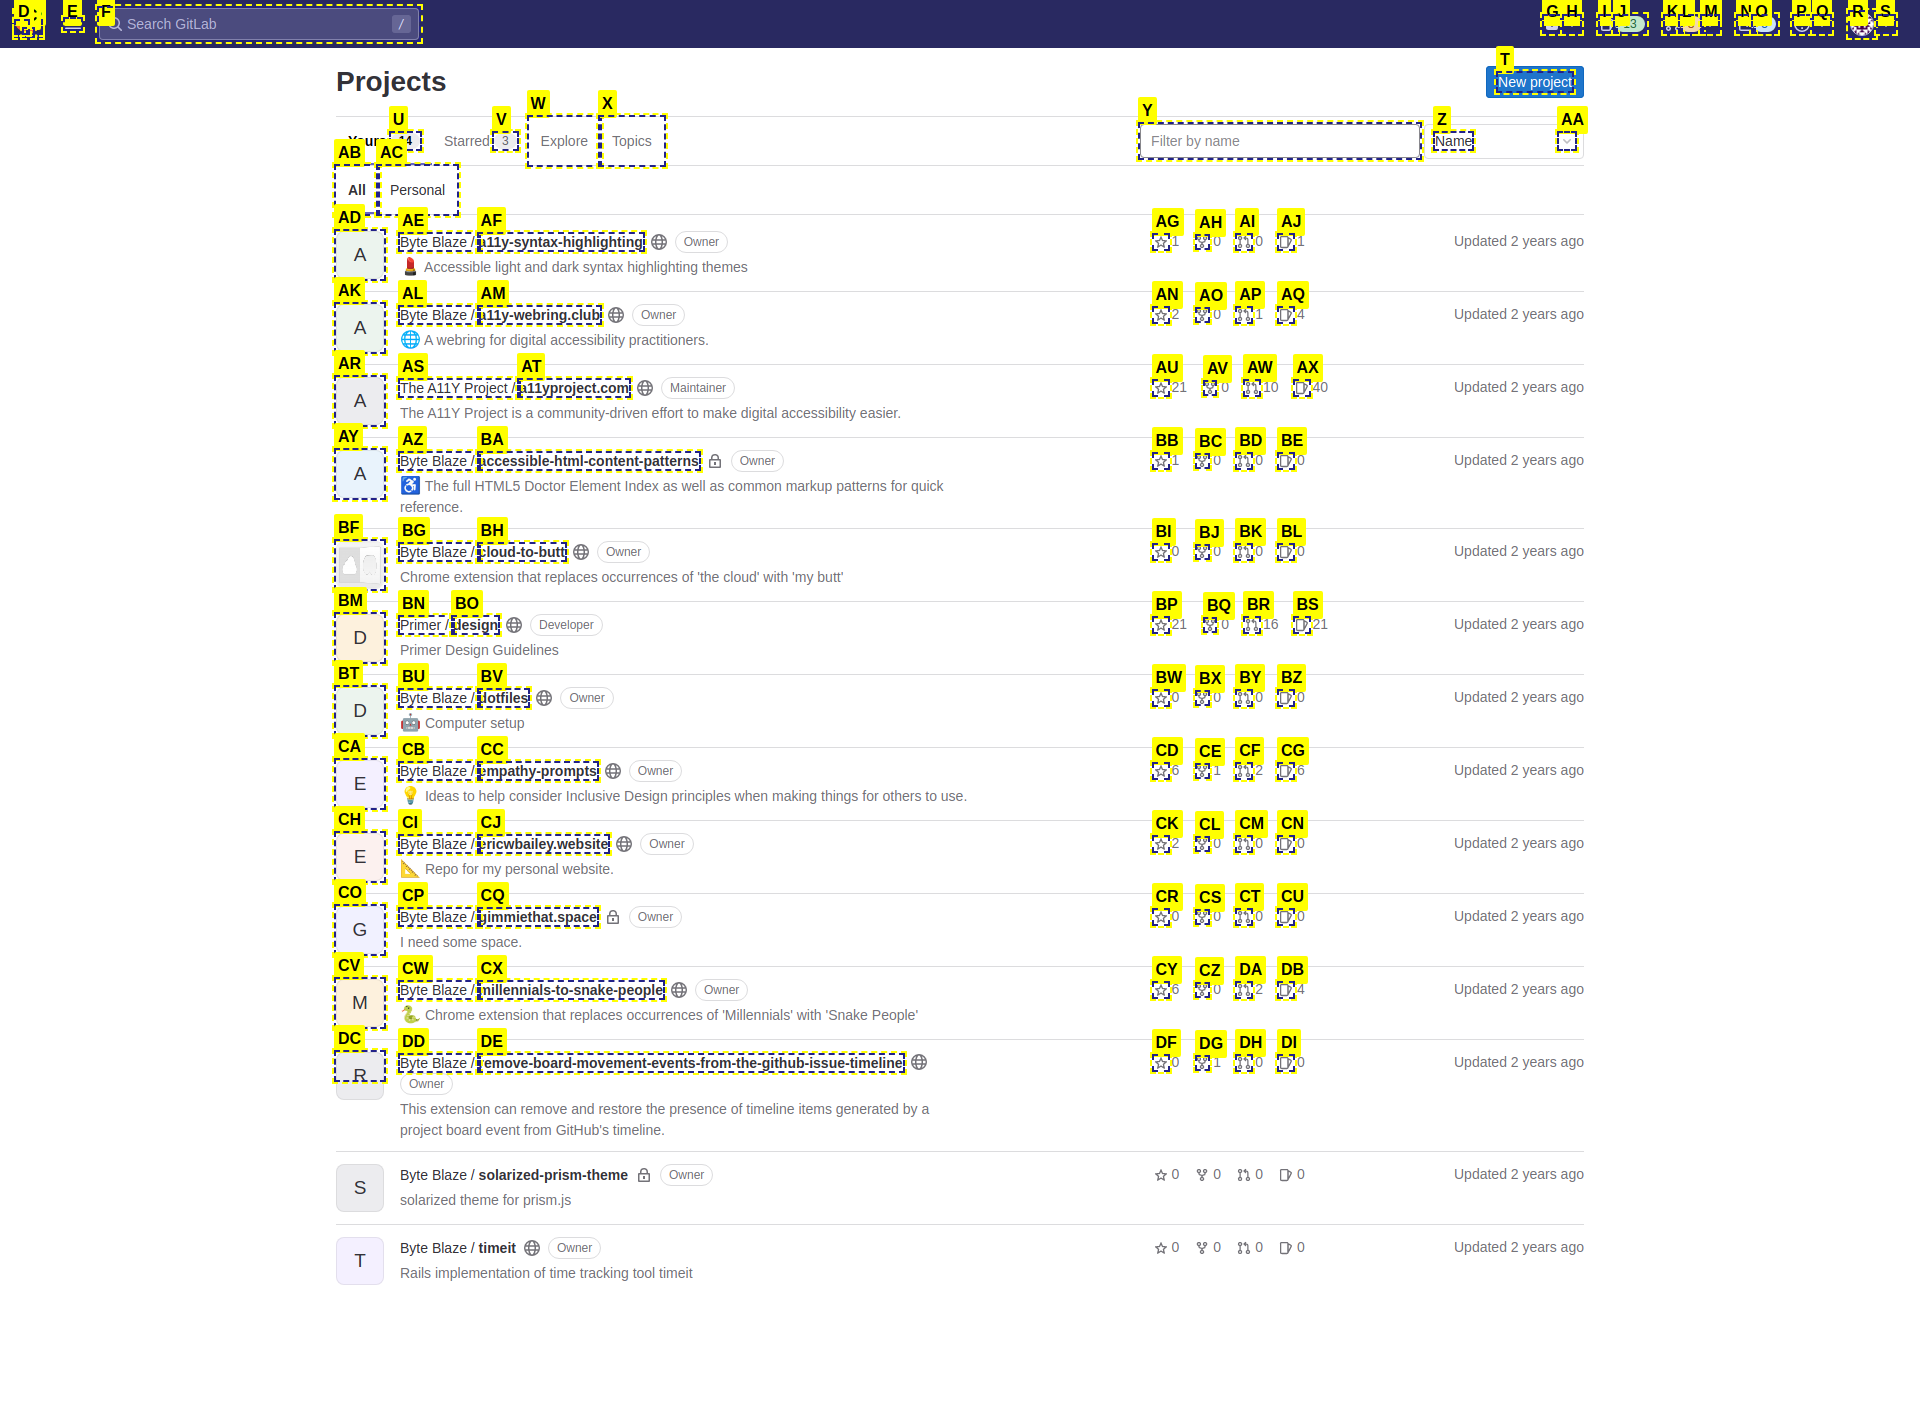 D E F G H I J K L M N O P Q R S
Search GitLab /
T
Projects
New project
U V W X Y Z AA
14 Starred 3 Explore Topics Filter by name Name
AB AC
All Personal
AD AE AF AG AH AI AJ
A Byte Blaze / a11y-syntax-highlighting Owner 1 0 0 1 Updated 2 years ago
Accessible light and dark syntax highlighting themes
AK AL AM AN AO AP AQ
A Byte Blaze / a11y-webring.club Owner 2 0 1 4 Updated 2 years ago
A webring for digital accessibility practitioners.
AR AS AT AU AV AW AX
A The A11Y Project / a11yproject.com Maintainer 21 0 10 40 Updated 2 years ago
The A11Y Project is a community-driven effort to make digital accessibility easier.
AY AZ BA BB BC BD BE
A Byte Blaze / accessible-html-content-patterns Owner 1 0 0 0 Updated 2 years ago
The full HTML5 Doctor Element Index as well as common markup patterns for quick
reference.
BF BG BH BI BJ BK BL
Byte Blaze / cloud-to-butt Owner 0 0 0 0 Updated 2 years ago
Chrome extension that replaces occurrences of 'the cloud' with 'my butt'
BM BN BO BP BQ BR BS
D Primer / design Developer 21 0 16 21 Updated 2 years ago
Primer Design Guidelines
BT BU BV BW BX BY BZ
D Byte Blaze / dotfiles Owner 0 0 0 0 Updated 2 years ago
Computer setup
CA CB CC CD CE CF CG
E Byte Blaze / empathy-prompts Owner 6 1 2 6 Updated 2 years ago
Ideas to help consider Inclusive Design principles when making things for others to use.
CH CI CJ CK CL CM CN
E Byte Blaze / ericwbailey.website Owner 2 0 0 0 Updated 2 years ago
Repo for my personal website.
CO CP CQ CR CS CT CU
G Byte Blaze / gimmiethat.space Owner 0 0 0 0 Updated 2 years ago
I need some space.
CV CW CX CY CZ DA DB
M Byte Blaze / millennials-to-snake-people Owner 6 0 2 4 Updated 2 years ago
Chrome extension that replaces occurrences of 'Millennials' with 'Snake People'
DC DD DE DF DG DH DI
R Byte Blaze / remove-board-movement-events-from-the-github-issue-timeline 0 1 0 0 Updated 2 years ago
Owner
This extension can remove and restore the presence of timeline items generated by a
project board event from GitHub's timeline.
S Byte Blaze / solarized-prism-theme Owner 0 0 0 0 Updated 2 years ago
solarized theme for prism.js
T Byte Blaze / timeit Owner 0 0 0 0 Updated 2 years ago
Rails implementation of time tracking tool timeit